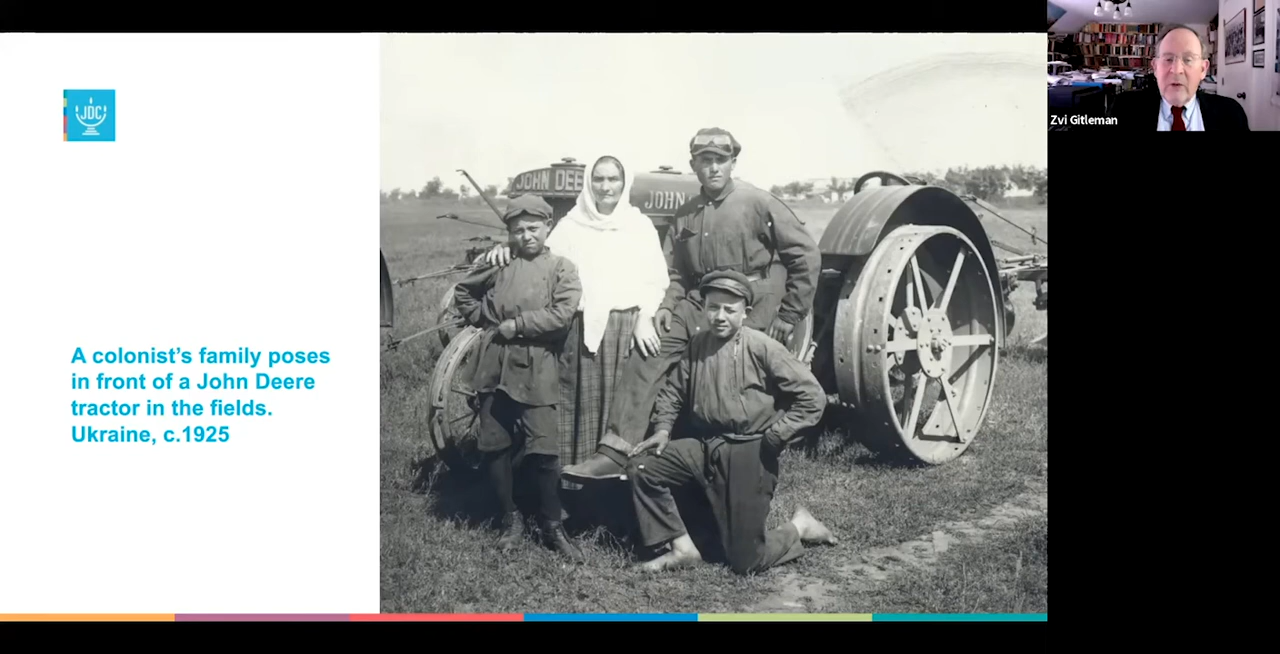 JDC
A colonist's family poses
in front of a John Deere
tractor in the fields.
Ukraine, c.1925
JOHN DEE
JOHN
Zvi Gitleman